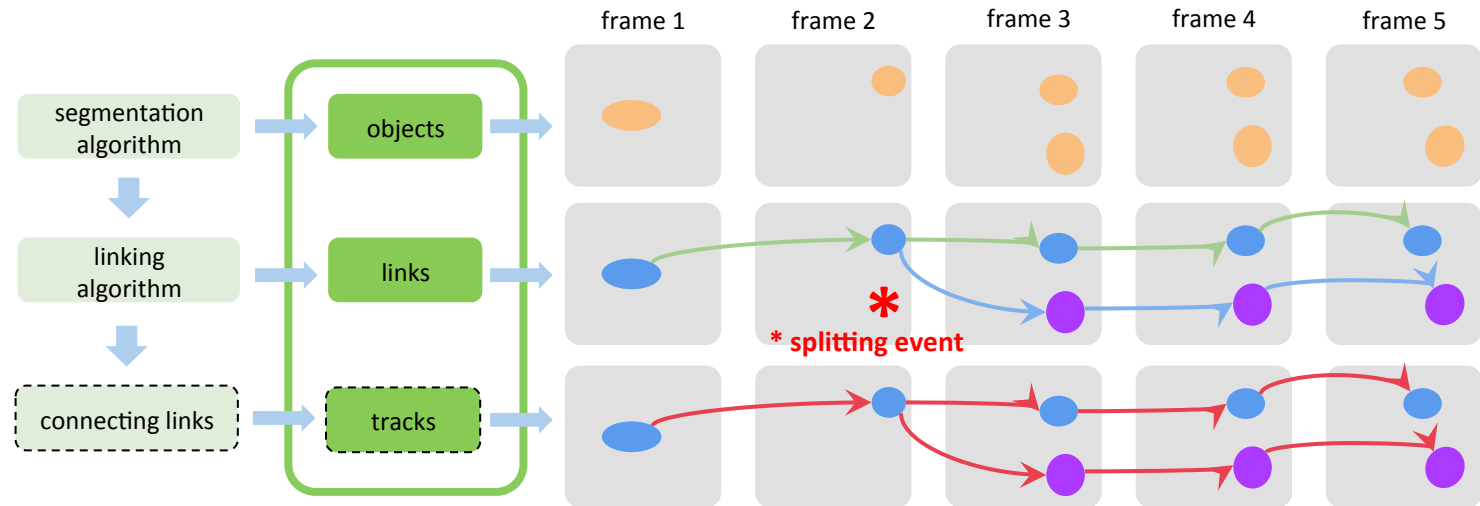 frame 1
frame 2
frame 3
frame 4
frame 5
segmentation
algorithm
objects
linking
algorithm
links
*
* splitting event
connecting links
tracks